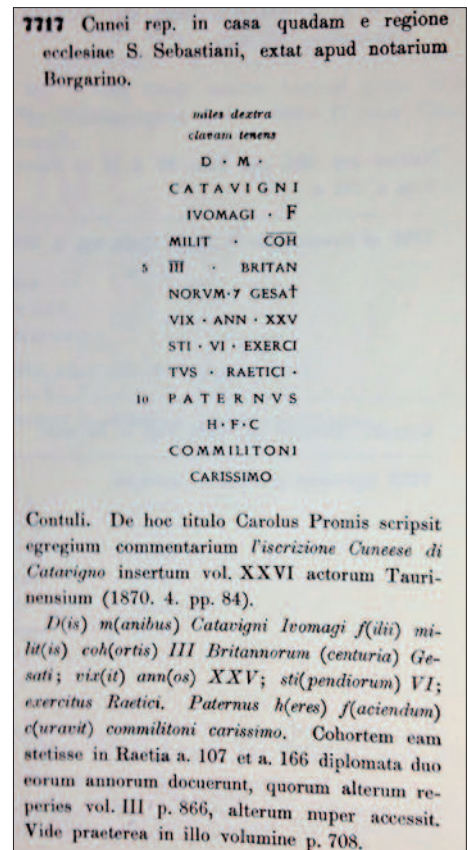 7717 Cunei rep. in casa quadam e regione
ecclesiae S. Sebastiani, extat apud notarium
Borgarino.
miles dextra
clavam tenens
D · M ·
CATAVIGNI
IVOMAGI · F
MILIT · C̅O̅H̅
5 I̅I̅I̅ · BRITAN
NORVM · 7 GESA†
VIX · ANN · XXV
STI · VI · EXERCI
TVS · RAETICI ·
10 PATERNVS
H · F · C
COMMILITONI
CARISSIMO
Contuli. De hoc titulo Carolus Promis scripsit
egregium commentarium l'iscrizione Cuneese di
Catavigno insertum vol. XXVI actorum Tauri-
nensium (1870. 4. pp. 84).
D(is) m(anibus) Catavigni Ivomagi f(ilii) mi-
lit(is) coh(ortis) III Britannorum (centuria) Ge-
sati; vix(it) ann(os) XXV; sti(pendiorum) VI;
exercitus Raetici. Paternus h(eres) f(aciendum)
c(uravit) commilitoni carissimo. Cohortem eam
stetisse in Raetia a. 107 et a. 166 diplomata duo
eorum annorum docuerunt, quorum alterum re-
peries vol. III p. 866, alterum nuper accessit.
Vide praeterea in illo volumine p. 708.